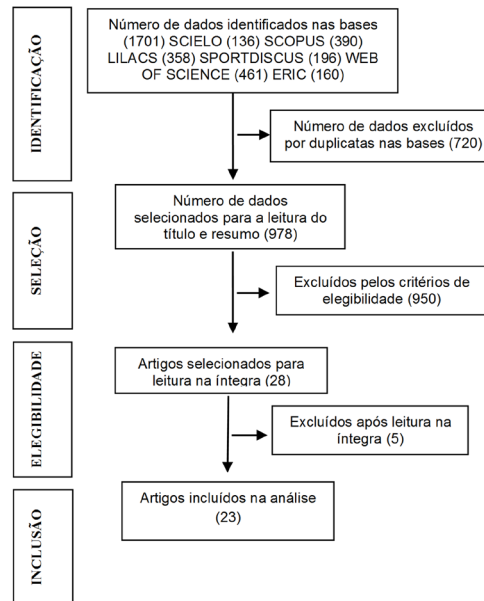 IDENTIFICAÇÃO
Número de dados identificados nas bases
(1701) SCIELO (136) SCOPUS (390)
LILACS (358) SPORTDISCUS (196) WEB
OF SCIENCE (461) ERIC (160)
Número de dados excluídos
por duplicatas nas bases (720)
SELEÇÃO
Número de dados
selecionados para a leitura do
título e resumo (978)
Excluídos pelos critérios de
elegibilidade (950)
ELEGIBILIDADE
Artigos selecionados para
leitura na íntegra (28)
Excluídos após leitura na
íntegra (5)
INCLUSÃO
Artigos incluídos na análise
(23)